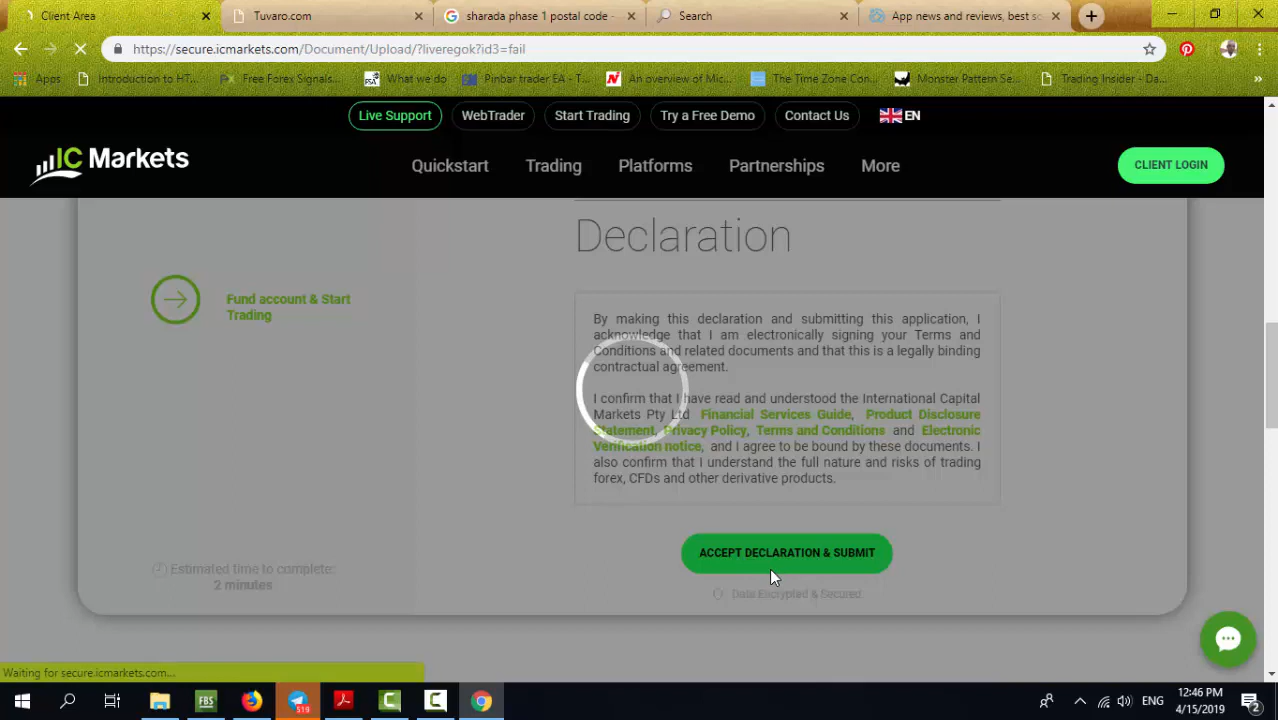 Client Area
Tuvaro.com
sharada phase 1 postal code -
Search
App news and reviews, best so
https://secure.icmarkets.com/Document/Upload/?liveregok?id3=fail
Apps
Introduction to HT...
Free Forex Signals...
What we do
Pinbar trader EA - T...
An overview of Mic...
The Time Zone Con...
Monster Pattern Se...
Trading Insider - Da...
»
Live Support
WebTrader
Start Trading
Try a Free Demo
Contact Us
EN
IC Markets
Quickstart
Trading
Platforms
Partnerships
More
CLIENT LOGIN
Declaration
Fund account & Start
Trading
By making this declaration and submitting this application, I
acknowledge that I am electronically signing your Terms and
Conditions and related documents and that this is a legally binding
contractual agreement.
I confirm that I have read and understood the International Capital
Markets Pty Ltd Financial Services Guide, Product Disclosure
Statement, Privacy Policy, Terms and Conditions and Electronic
Verification notice, and I agree to be bound by these documents. I
also confirm that I understand the full nature and risks of trading
forex, CFDs and other derivative products.
ACCEPT DECLARATION & SUBMIT
Data Encrypted & Secured
Estimated time to complete:
2 minutes
Waiting for secure.icmarkets.com...
FBS
519
ENG
12:46 PM
4/15/2019
2